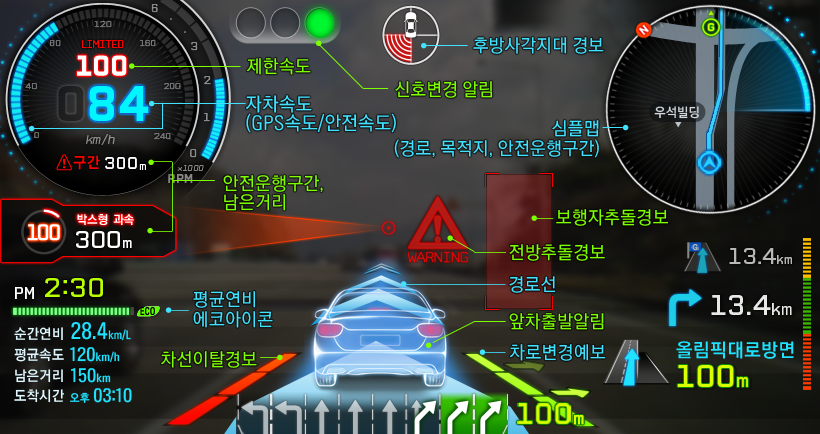 6
5
3
2
1
0
×1000
RPM
120
80
160
40
200
0
240
LIMITED
100
0 84
km/h
구간 300m
제한속도
자차속도
(GPS속도/안전속도)
안전운행구간,
남은거리
신호변경 알림
후방사각지대 경보
N
G
우석빌딩
심플맵
(경로, 목적지, 안전운행구간)
100
박스형 과속
300m
WARNING
보행자추돌경보
전방추돌경보
경로선
앞차출발알림
차로변경예보
PM 2:30
ECO
평균연비
에코아이콘
순간연비 28.4km/L
평균속도 120km/h
남은거리 150km
도착시간 오후 03:10
차선이탈경보
100m
G
13.4km
13.4km
올림픽대로방면
100m